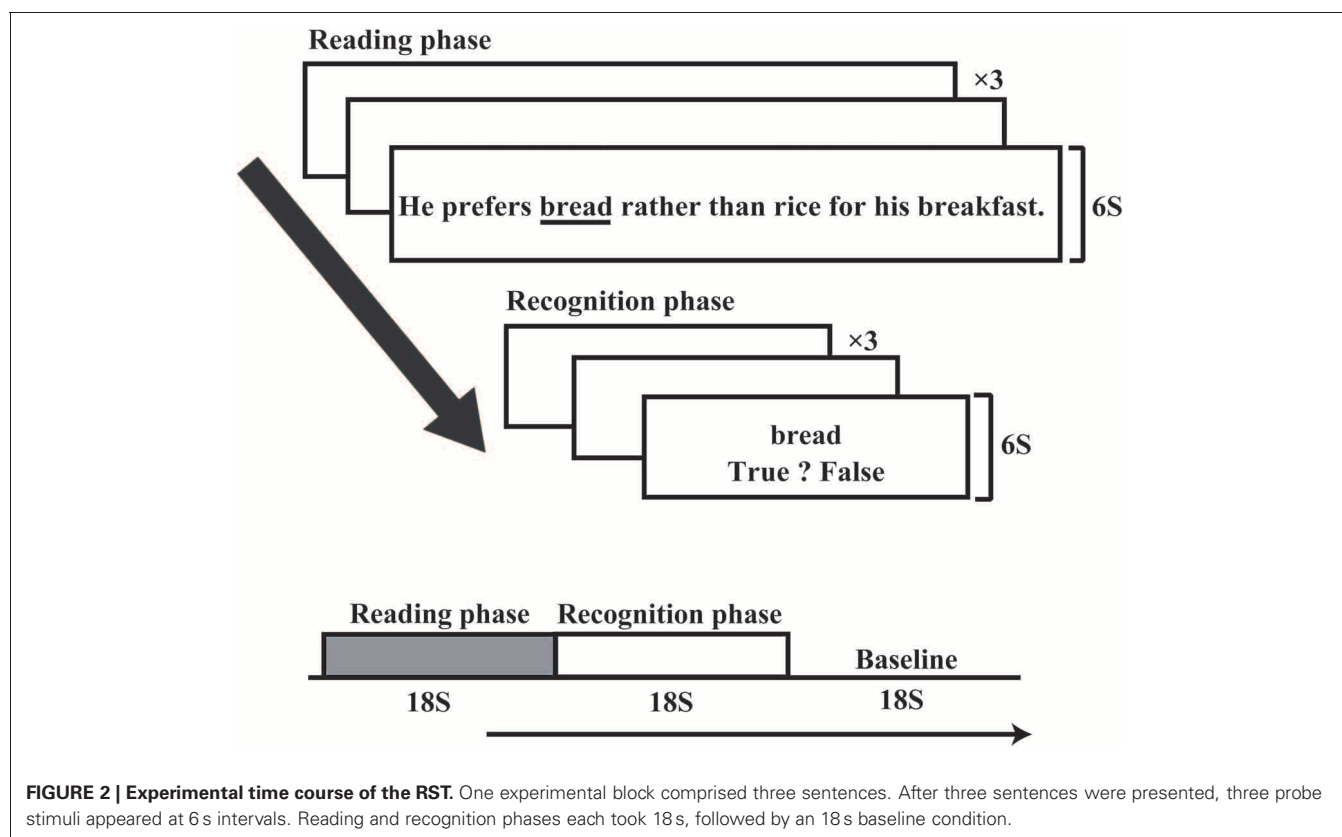 Reading phase
×3
He prefers bread rather than rice for his breakfast.
6S
Recognition phase
×3
bread
True ? False
6S
Reading phase Recognition phase
Baseline
18S 18S 18S
FIGURE 2 | Experimental time course of the RST. One experimental block comprised three sentences. After three sentences were presented, three probe
stimuli appeared at 6 s intervals. Reading and recognition phases each took 18 s, followed by an 18 s baseline condition.